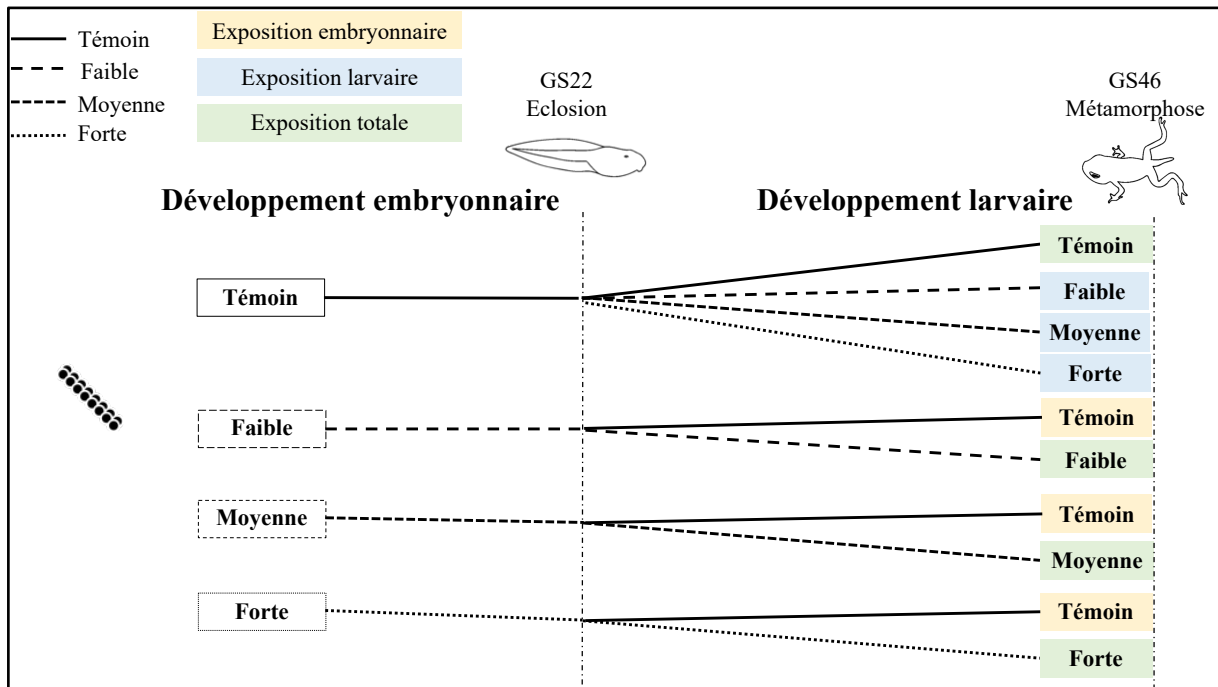 Témoin
Faible
Moyenne
Forte
Exposition embryonnaire
Exposition larvaire
Exposition totale
GS22
Eclosion
GS46
Métamorphose
Développement embryonnaire
Développement larvaire
Témoin
Témoin
Faible
Moyenne
Forte
Faible
Témoin
Faible
Moyenne
Témoin
Moyenne
Forte
Témoin
Forte